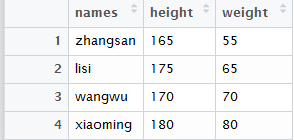 names height weight
1 zhangsan 165 55
2 lisi 175 65
3 wangwu 170 70
4 xiaoming 180 80